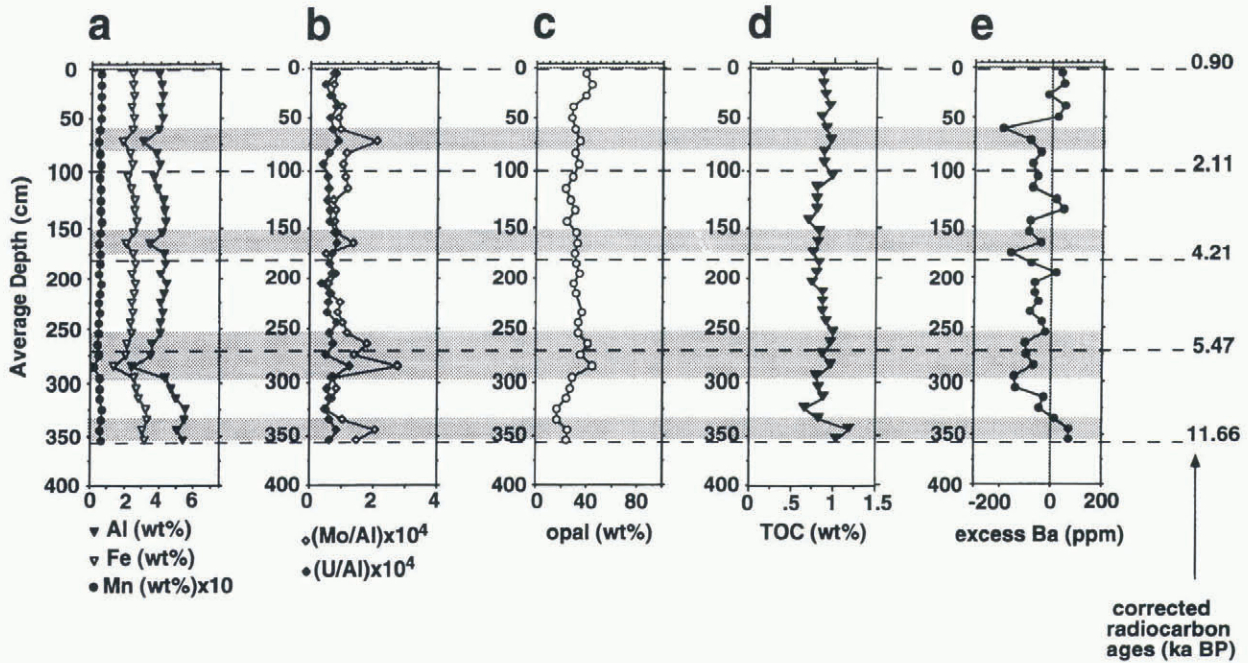 a b c d e
0 0 0 0 0 0.90
50 50 50 50 50
100 100 100 100 100 2.11
150 150 150 150 150
200 200 200 200 200 4.21
250 250 250 250 250
300 300 300 300 300 5.47
350 350 350 350 350 11.66
400 400 400 400 400
Average Depth (cm)
0 2 4 6
0 2 4
0 40 100
0 .5 1 1.5
-200 0 200
Al (wt%)
Fe (wt%)
Mn (wt%)x10
(Mo/Al)x10⁴
(U/Al)x10⁴
opal (wt%)
TOC (wt%)
excess Ba (ppm)
corrected
radiocarbon
ages (ka BP)